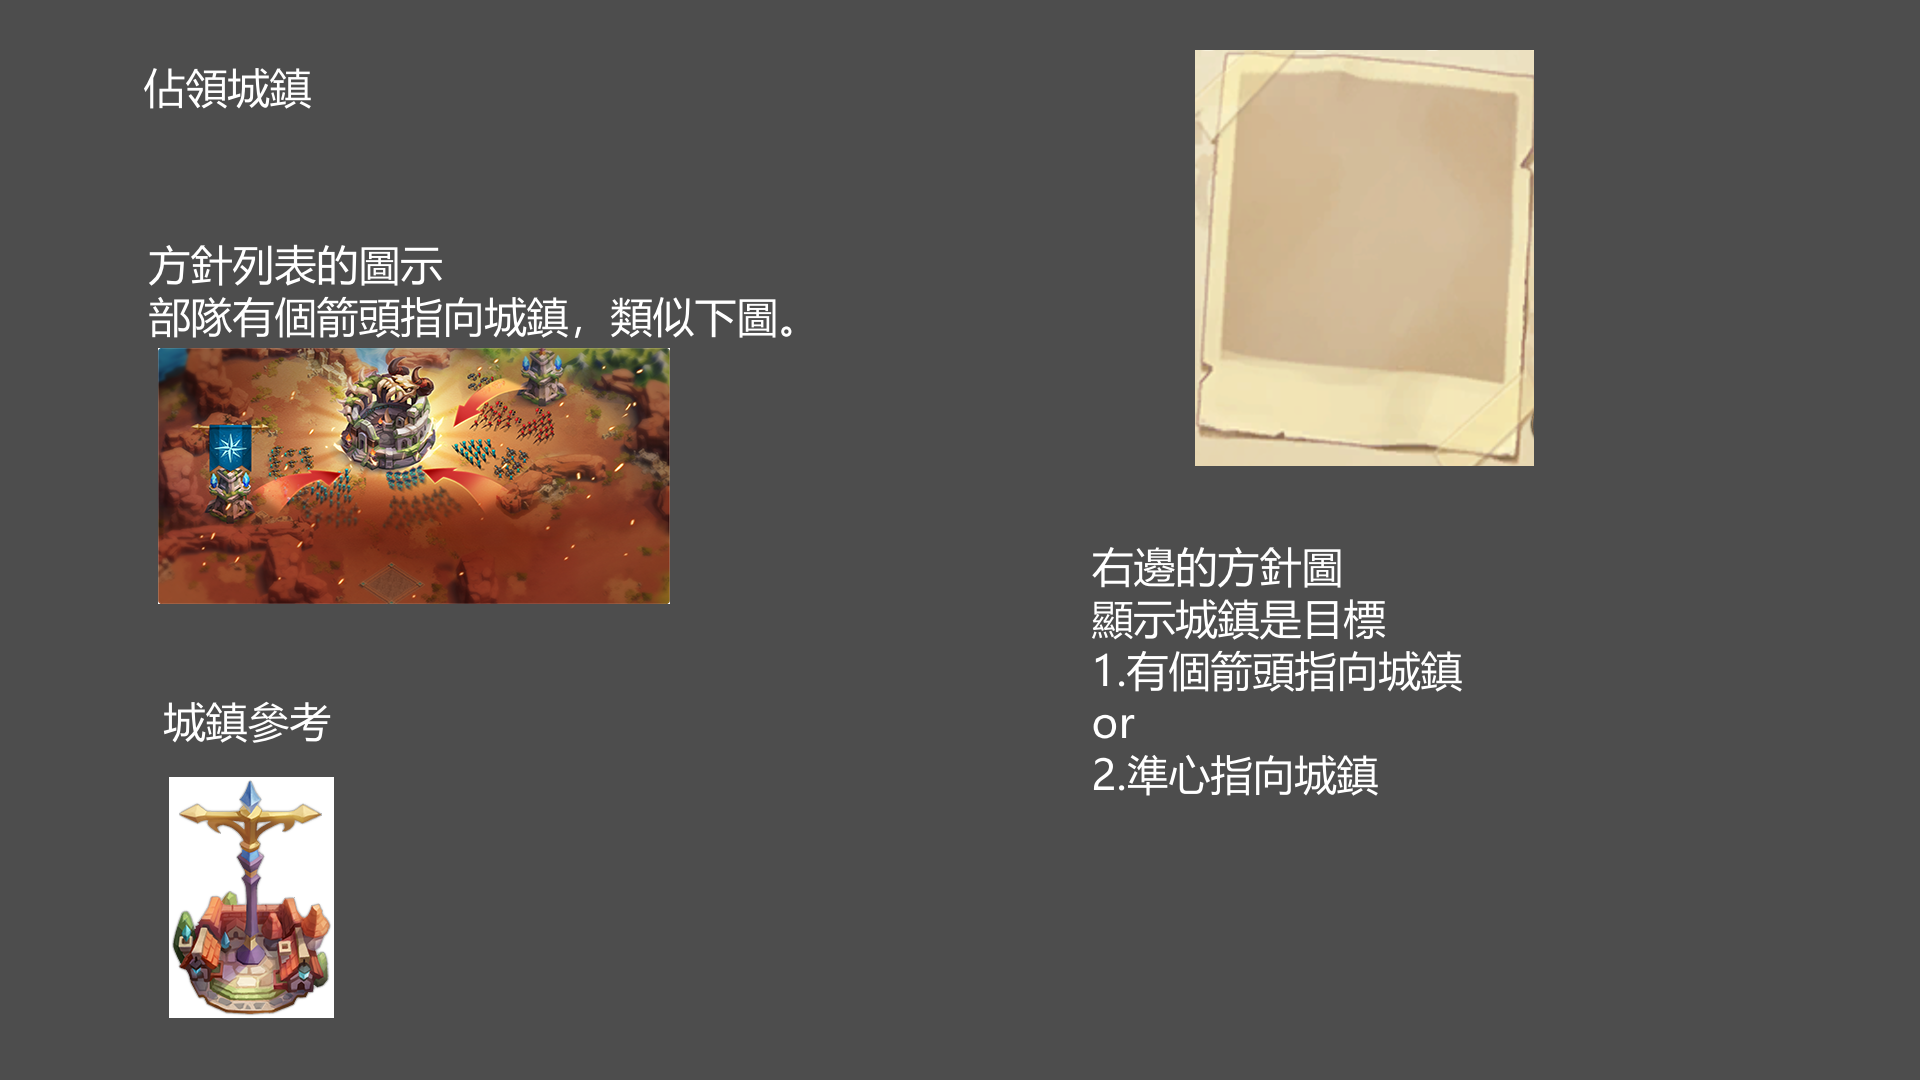 佔領城鎮
方針列表的圖示
部隊有個箭頭指向城鎮，類似下圖。
城鎮參考
右邊的方針圖
顯示城鎮是目標
1.有個箭頭指向城鎮
or
2.準心指向城鎮